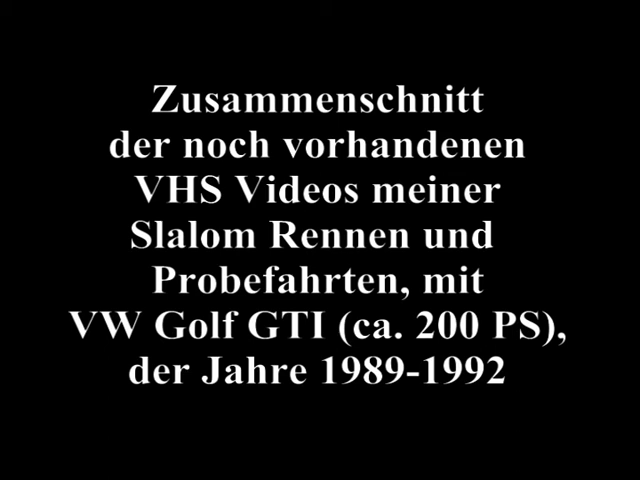 Zusammenschnitt
der noch vorhandenen
VHS Videos meiner
Slalom Rennen und
Probefahrten, mit
VW Golf GTI (ca. 200 PS),
der Jahre 1989-1992